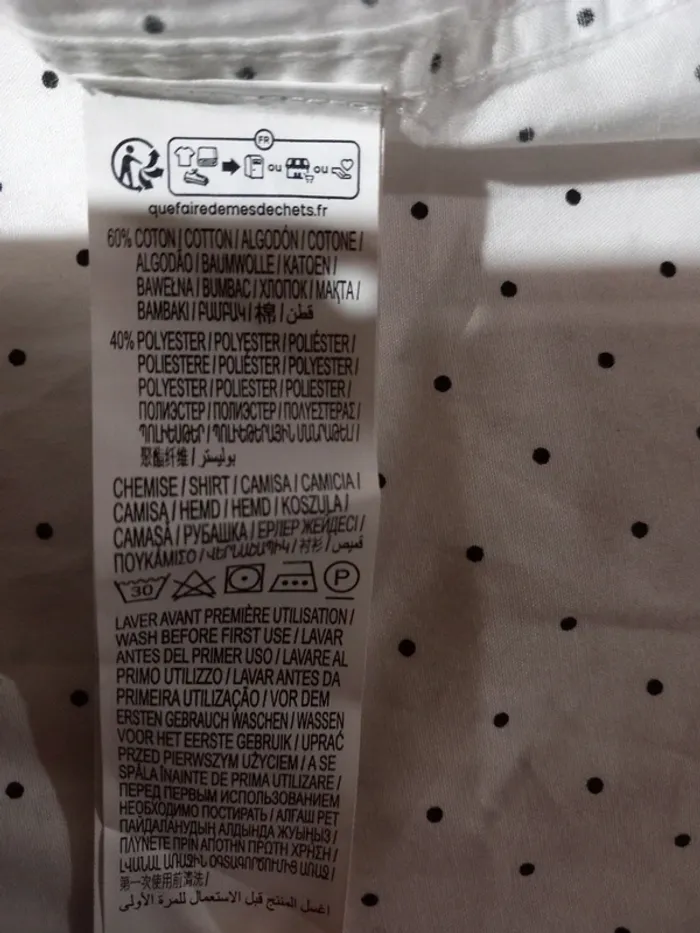 FR
ou ou
quefairedemesdechets.fr
60% COTON / COTTON / ALGODÓN / COTONE /
ALGODÃO / BAUMWOLLE / KATOEN /
BAWEŁNA / BUMBAC / ХЛОПОК / МАҚТА /
BAMBAKI / ԲԱՄԲԱԿ / 棉 / قطن
40% POLYESTER / POLYESTER / POLIÉSTER /
POLIESTERE / POLIÉSTER / POLYESTER /
POLYESTER / POLIESTER / POLIESTER /
ПОЛИЭСТЕР / ПОЛИЭСТЕР / ΠΟΛΥΕΣΤΕΡΑΣ /
聚酯纤维 / بوليستر
CHEMISE / SHIRT / CAMISA / CAMICIA /
CAMISA / HEMD / HEMD / KOSZULA /
CAMASĂ / РУБАШКА / ЕРЛЕР ЖЕЙДЕСІ /
ΠΟΥΚΑΜΙΣΟ / ՎԵՐՆԱՇԱՊԻԿ / 衬衫 / قميص
30 P
LAVER AVANT PREMIÈRE UTILISATION /
WASH BEFORE FIRST USE / LAVAR
ANTES DEL PRIMER USO / LAVARE AL
PRIMO UTILIZZO / LAVAR ANTES DA
PRIMEIRA UTILIZAÇÃO / VOR DEM
ERSTEN GEBRAUCH WASCHEN / WASSEN
VOOR HET EERSTE GEBRUIK / UPRAĆ
PRZED PIERWSZYM UŻYCIEM / A SE
SPĂLA ÎNAINTE DE PRIMA UTILIZARE /
ПЕРЕД ПЕРВЫМ ИСПОЛЬЗОВАНИЕМ
НЕОБХОДИМО ПОСТИРАТЬ / АЛҒАШ РЕТ
ПАЙДАЛАНУДЫҢ АЛДЫНДА ЖУЫҢЫЗ /
ΠΛΥΝΕΤΕ ΠΡΙΝ ΑΠΟ ΤΗΝ ΠΡΩΤΗ ΧΡΗΣΗ /
ԼՎԱՆԱԼ ԱՌԱՋԻՆ ՕԳՏԱԳՈՐԾՈՒՄԻՑ ԱՌԱՋ /
第一次使用前清洗 /
اغسل المنتج قبل الاستعمال للمرة الأولى